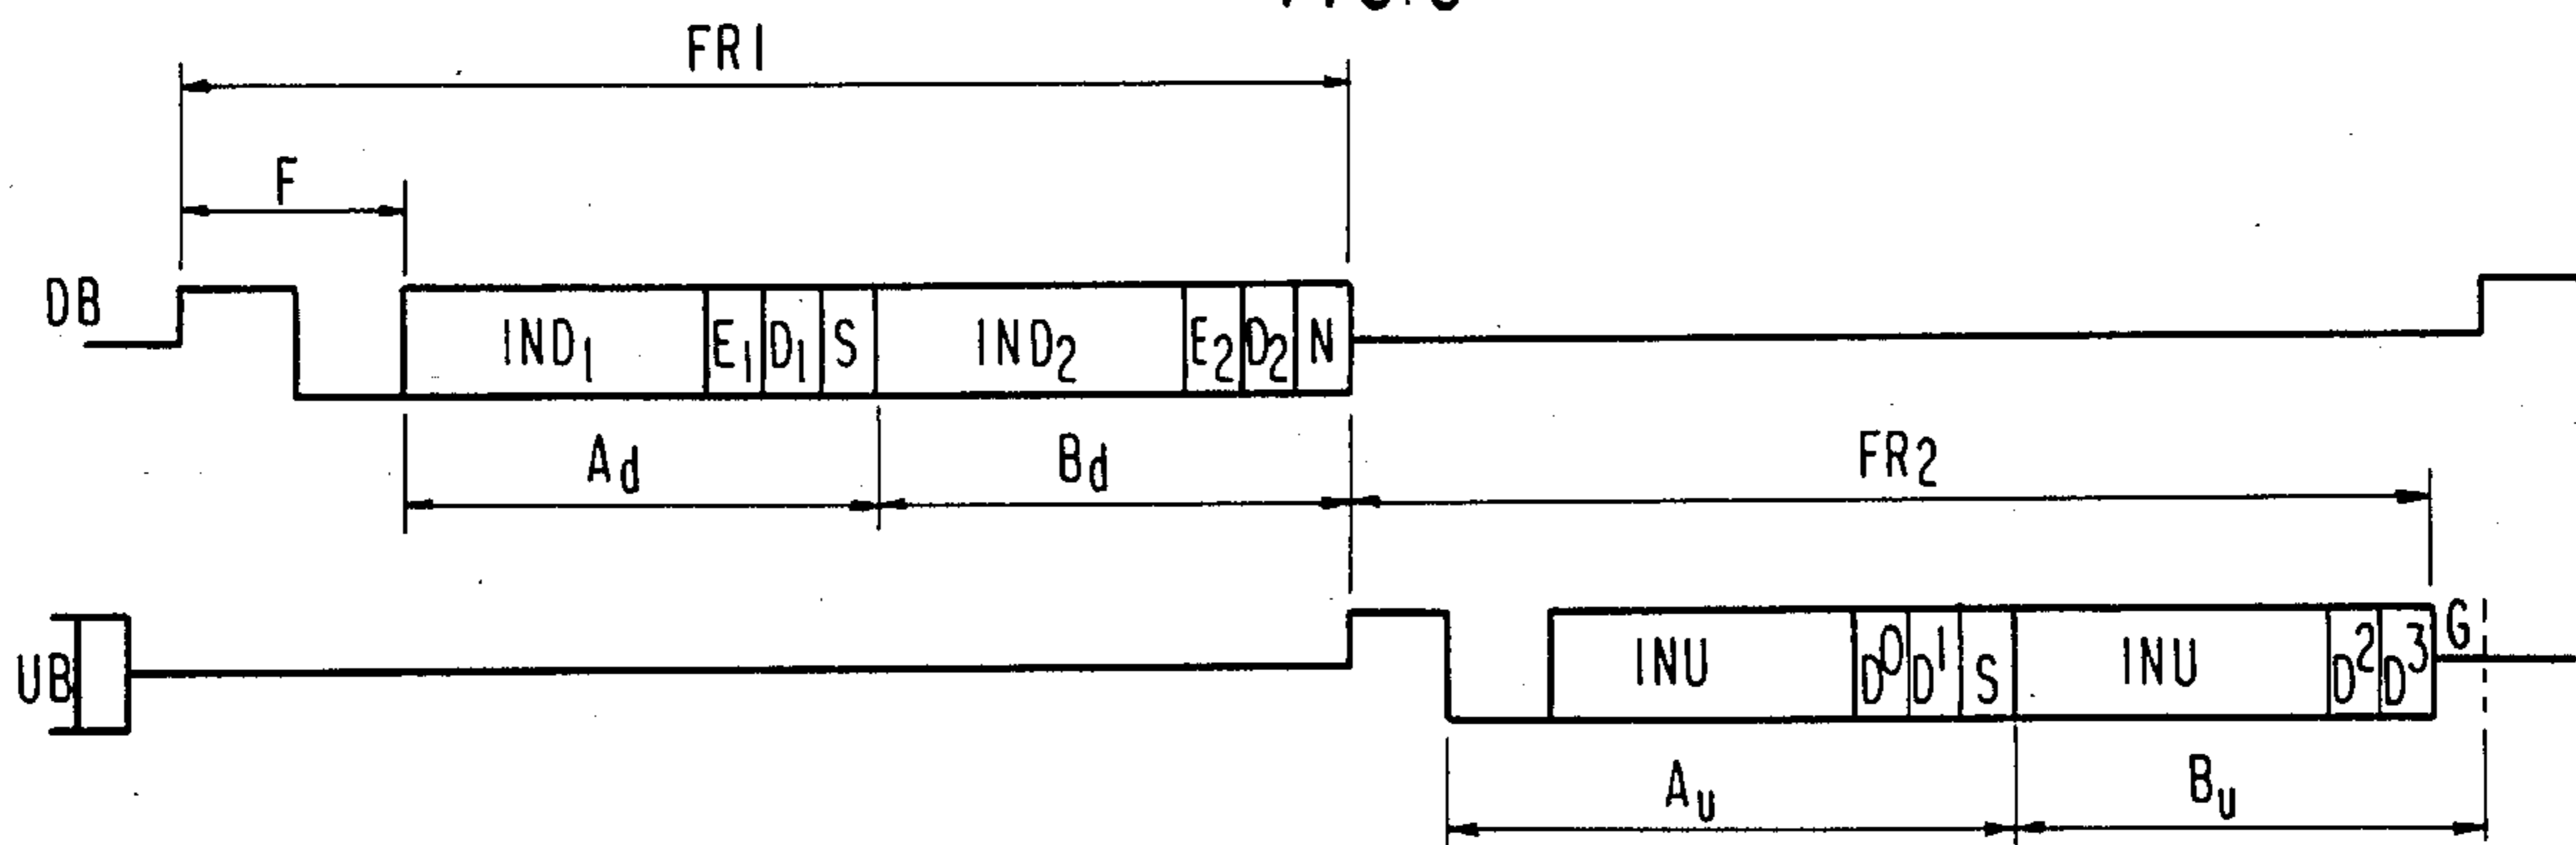 FR1
F
DB IND1 E1 D1 S IND2 E2 D2 N
Ad Bd FR2
UB INU D0 D1 S INU D2 D3 G
Au Bu